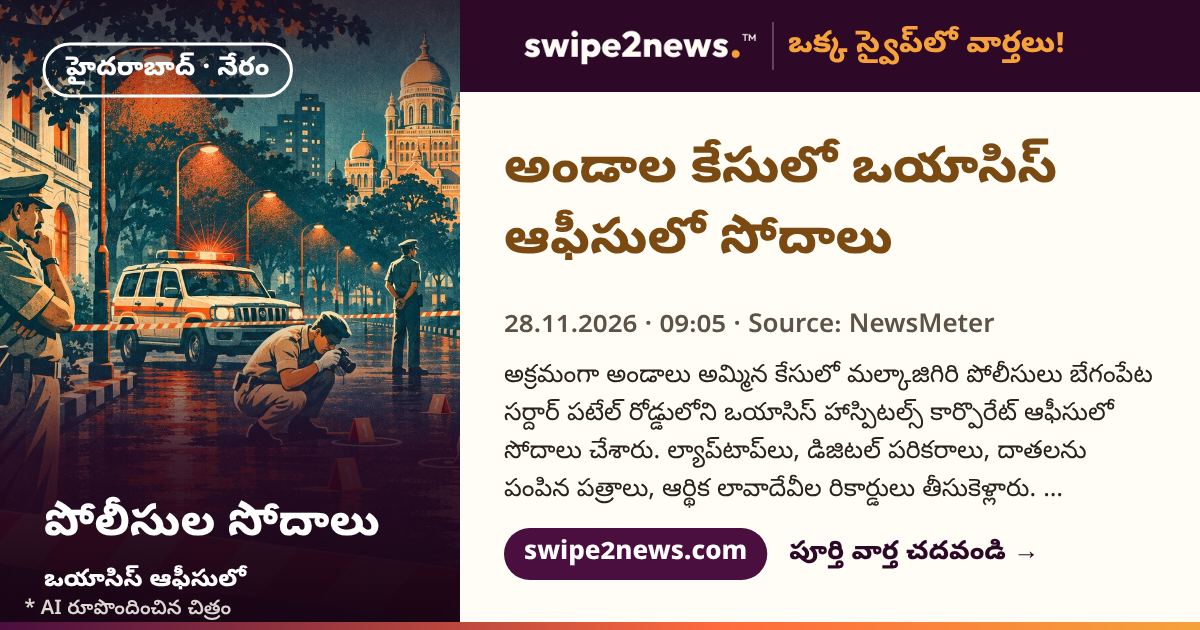 హైదరాబాద్ · నేరం
swipe2news.™
ఒక్క స్వైప్‌లో వార్తలు!
అండాల కేసులో ఒయాసిస్
ఆఫీసులో సోదాలు
28.11.2026 · 09:05 · Source: NewsMeter
అక్రమంగా అండాలు అమ్మిన కేసులో మల్కాజిగిరి పోలీసులు బేగంపేట
సర్దార్ పటేల్ రోడ్డులోని ఒయాసిస్ హాస్పిటల్స్ కార్పొరేట్ ఆఫీసులో
సోదాలు చేశారు. ల్యాప్‌టాప్‌లు, డిజిటల్ పరికరాలు, దాతలను
పంపిన పత్రాలు, ఆర్థిక లావాదేవీల రికార్డులు తీసుకెళ్లారు. ...
swipe2news.com
పూర్తి వార్త చదవండి →
పోలీసుల సోదాలు
ఒయాసిస్ ఆఫీసులో
* AI రూపొందించిన చిత్రం